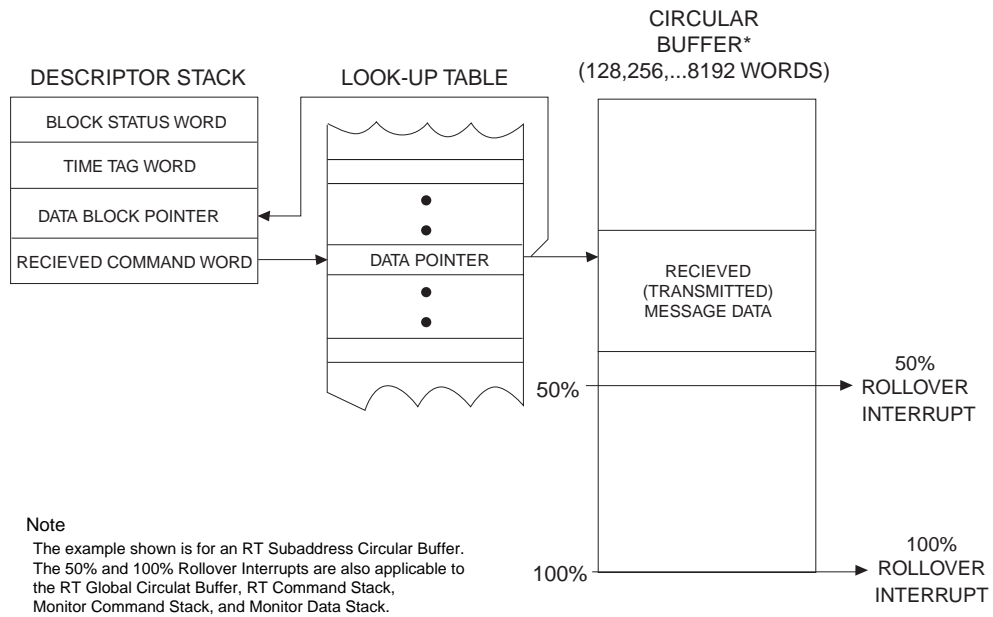 CIRCULAR
BUFFER*
(128,256,...8192 WORDS)
DESCRIPTOR STACK
LOOK-UP TABLE
BLOCK STATUS WORD
TIME TAG WORD
DATA BLOCK POINTER
RECIEVED COMMAND WORD
DATA POINTER
RECIEVED
(TRANSMITTED)
MESSAGE DATA
50%
50%
ROLLOVER
INTERRUPT
100%
100%
ROLLOVER
INTERRUPT
Note
The example shown is for an RT Subaddress Circular Buffer.
The 50% and 100% Rollover Interrupts are also applicable to
the RT Global Circulat Buffer, RT Command Stack,
Monitor Command Stack, and Monitor Data Stack.